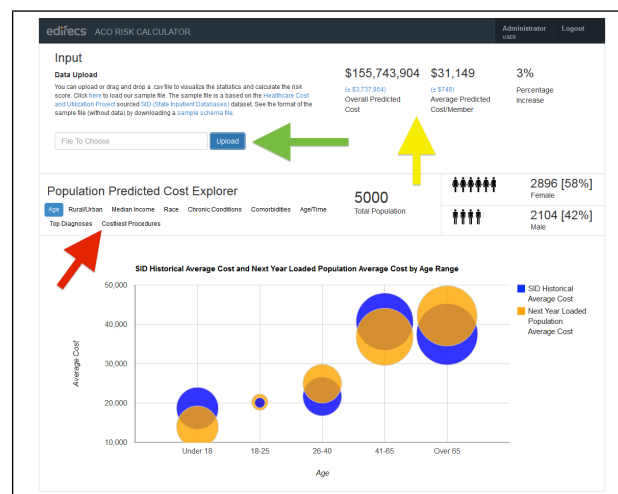 edifecs ACO RISK CALCULATOR
Administrator Logout
USER
Input
Data Upload
You can upload or drag and drop a .csv file to visualize the statistics and calculate the risk
score. Click here to load our sample file. The sample file is a based on the Healthcare Cost
and Utilization Project sourced SID (State Inpatient Databases) dataset. See the format of the
sample file (without data) by downloading a sample schema file.
File To Choose Upload
$155,743,904
(± $3,737,854)
Overall Predicted
Cost
$31,149
(± $748)
Average Predicted
Cost/Member
3%
Percentage
Increase
Population Predicted Cost Explorer
Age Rural/Urban Median Income Race Chronic Conditions Comorbidities Age/Time
Top Diagnoses Costliest Procedures
5000
Total Population
2896 [58%]
Female
2104 [42%]
Male
SID Historical Average Cost and Next Year Loaded Population Average Cost by Age Range
50,000
40,000
30,000
20,000
10,000
Average Cost
Under 18 18-25 26-40 41-65 Over 65
Age
SID Historical
Average Cost
Next Year Loaded
Population
Average Cost